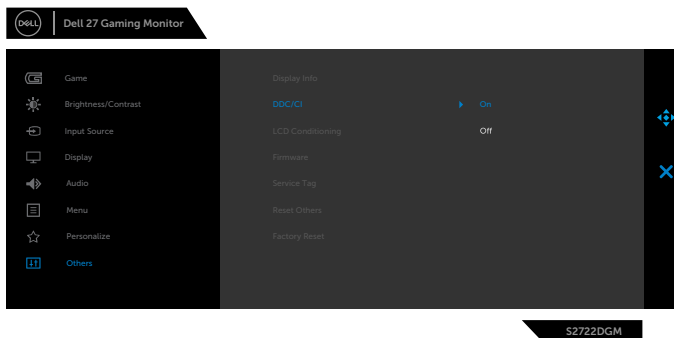 DELL
Dell 27 Gaming Monitor
Game
Display Info
Brightness/Contrast
DDC/CI
On
Input Source
LCD Conditioning
Off
Display
Firmware
Audio
Service Tag
Menu
Reset Others
Personalize
Factory Reset
Others
S2722DGM